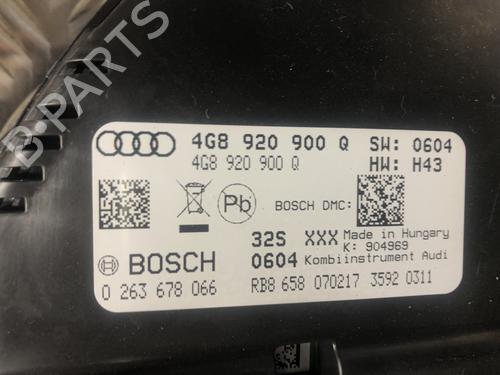 4G8 920 900 Q SW: 0604
4G8 920 900 Q HW: H43
Pb
BOSCH DMC:
32S XXX Made in Hungary
K: 904969
BOSCH 0604 Kombiinstrument Audi
0 263 678 066 RB8 658 070217 3592 0311
B-PARTS